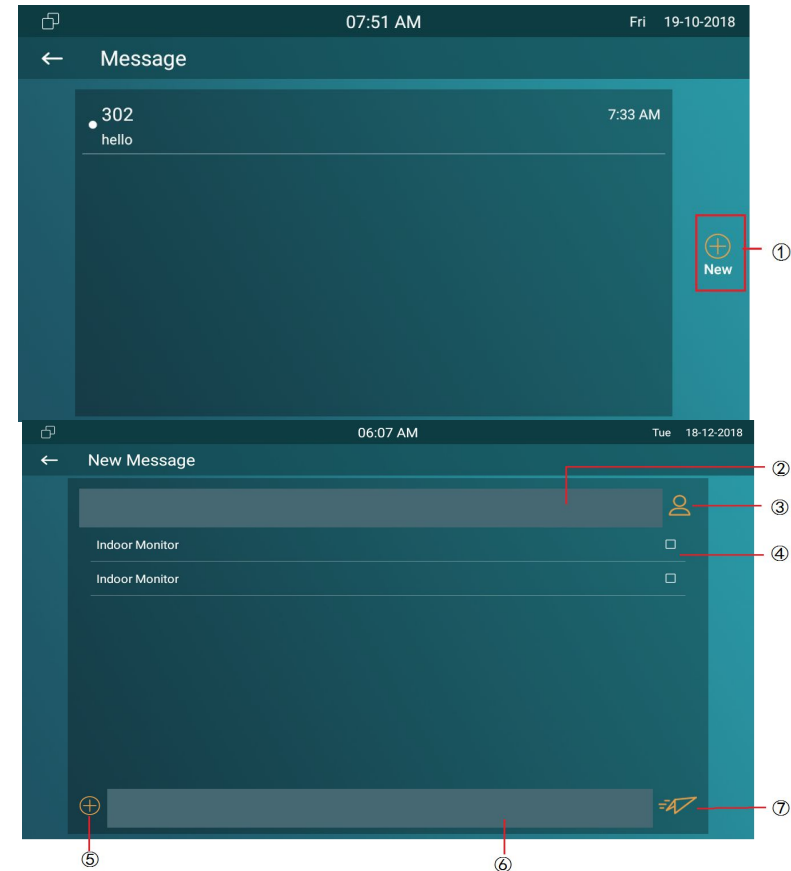 07:51 AM Fri 19-10-2018
Message
302 7:33 AM
hello
New
①
06:07 AM Tue 18-12-2018
New Message
②
③
Indoor Monitor
④
Indoor Monitor
⑦
⑤
⑥